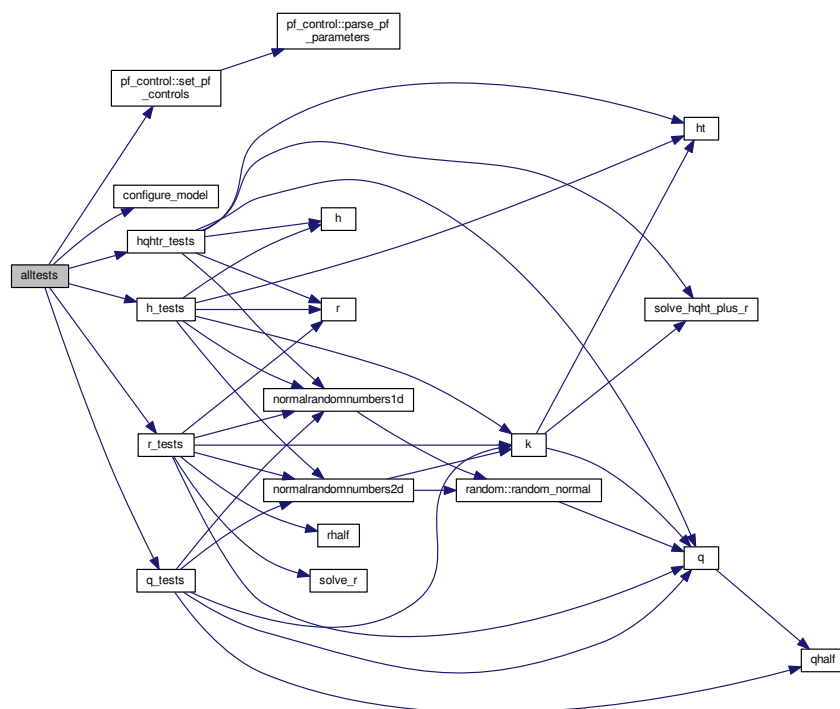 pf_control::parse_pf
_parameters
pf_control::set_pf
_controls
ht
configure_model
h
hqhtr_tests
alltests
h_tests
r
solve_hqht_plus_r
normalrandomnumbers1d
r_tests
k
normalrandomnumbers2d
random::random_normal
rhalf
q
q_tests
solve_r
qhalf